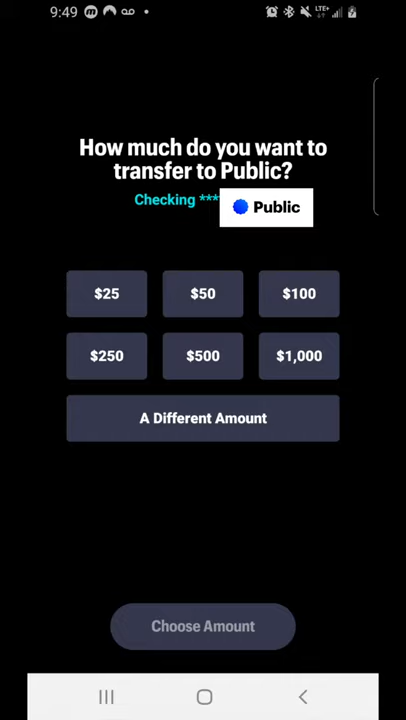 9:49
LTE+
How much do you want to
transfer to Public?
Checking ***
Public
$25 $50 $100
$250 $500 $1,000
A Different Amount
Choose Amount